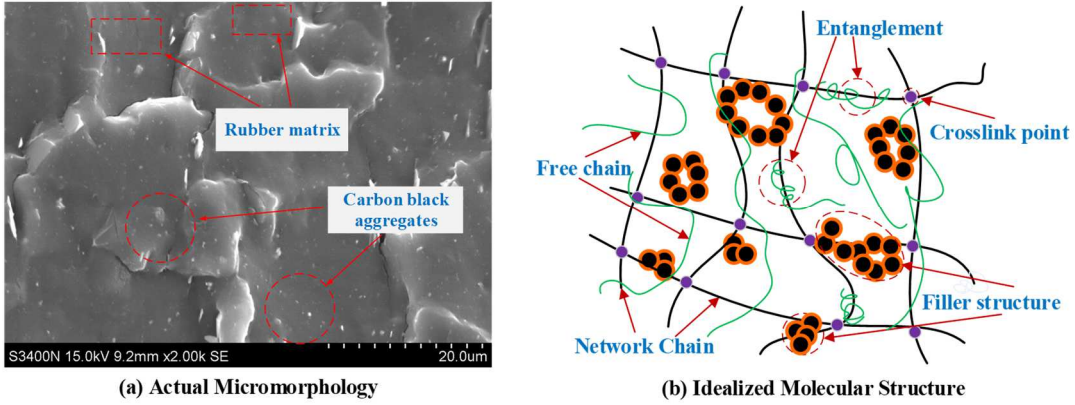 Rubber matrix
Carbon black
aggregates
S3400N 15.0kV 9.2mm x2.00k SE
20.0um
(a) Actual Micromorphology
Entanglement
Crosslink point
Free chain
Filler structure
Network Chain
(b) Idealized Molecular Structure